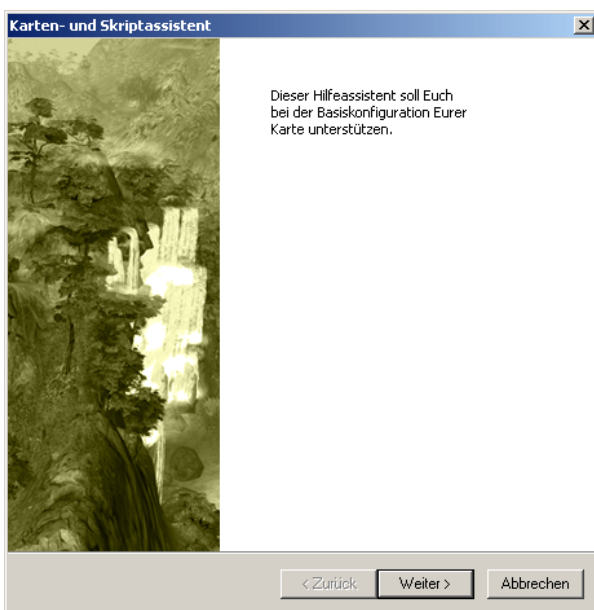 Karten- und Skriptassistent
Dieser Hilfeassistent soll Euch
bei der Basiskonfiguration Eurer
Karte unterstützen.
< Zurück
Weiter >
Abbrechen